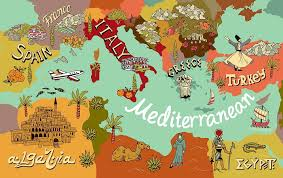 France
SPAIN
ITALY
GREECE
TURKEY
Mediterranean
algeria
EGYPT